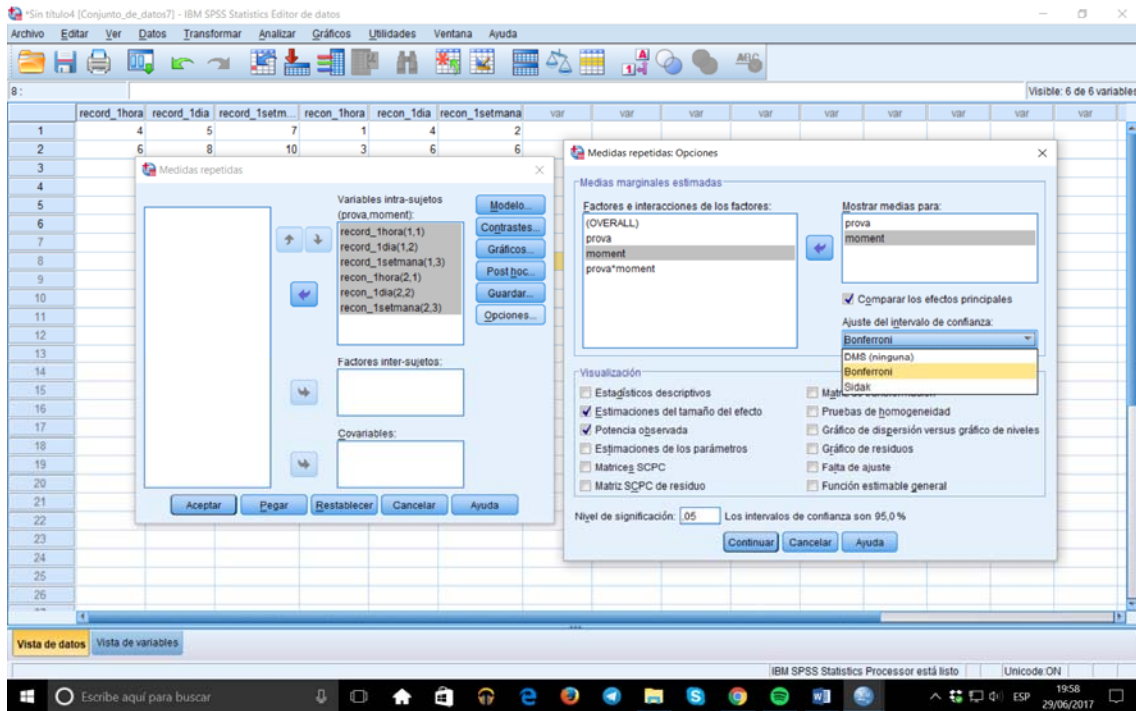 *Sin título4 [Conjunto_de_datos7] - IBM SPSS Statistics Editor de datos
Archivo Editar Ver Datos Transformar Analizar Gráficos Utilidades Ventana Ayuda
8 :
Visible: 6 de 6 variables
record_1hora record_1dia record_1setm... recon_1hora recon_1dia recon_1setmana var var var var var var var var
1 4 5 7 1 4 2
2 6 8 10 3 6 6
3
4
5
6
7
8
9
10
11
12
13
14
15
16
17
18
19
20
21
22
23
24
25
26
Medidas repetidas
Variables intra-sujetos
(prova,moment):
record_1hora(1,1)
record_1dia(1,2)
record_1setmana(1,3)
recon_1hora(2,1)
recon_1dia(2,2)
recon_1setmana(2,3)
Factores inter-sujetos:
Covariables:
Modelo...
Contrastes...
Gráficos...
Post hoc...
Guardar...
Opciones...
Aceptar Pegar Restablecer Cancelar Ayuda
Medidas repetidas: Opciones
Medias marginales estimadas
Factores e interacciones de los factores:
(OVERALL)
prova
moment
prova*moment
Mostrar medias para:
prova
moment
Comparar los efectos principales
Ajuste del intervalo de confianza:
Bonferroni
DMS (ninguna)
Bonferroni
Sidak
Visualización
Estadísticos descriptivos
Estimaciones del tamaño del efecto
Potencia observada
Estimaciones de los parámetros
Matrices SCPC
Matriz SCPC de residuo
Pruebas de homogeneidad
Gráfico de dispersión versus gráfico de niveles
Gráfico de residuos
Falta de ajuste
Función estimable general
Nivel de significación: .05 Los intervalos de confianza son 95,0 %
Continuar Cancelar Ayuda
Vista de datos Vista de variables
IBM SPSS Statistics Processor está listo Unicode:ON
Escribe aquí para buscar
ESP
19:58
29/06/2017